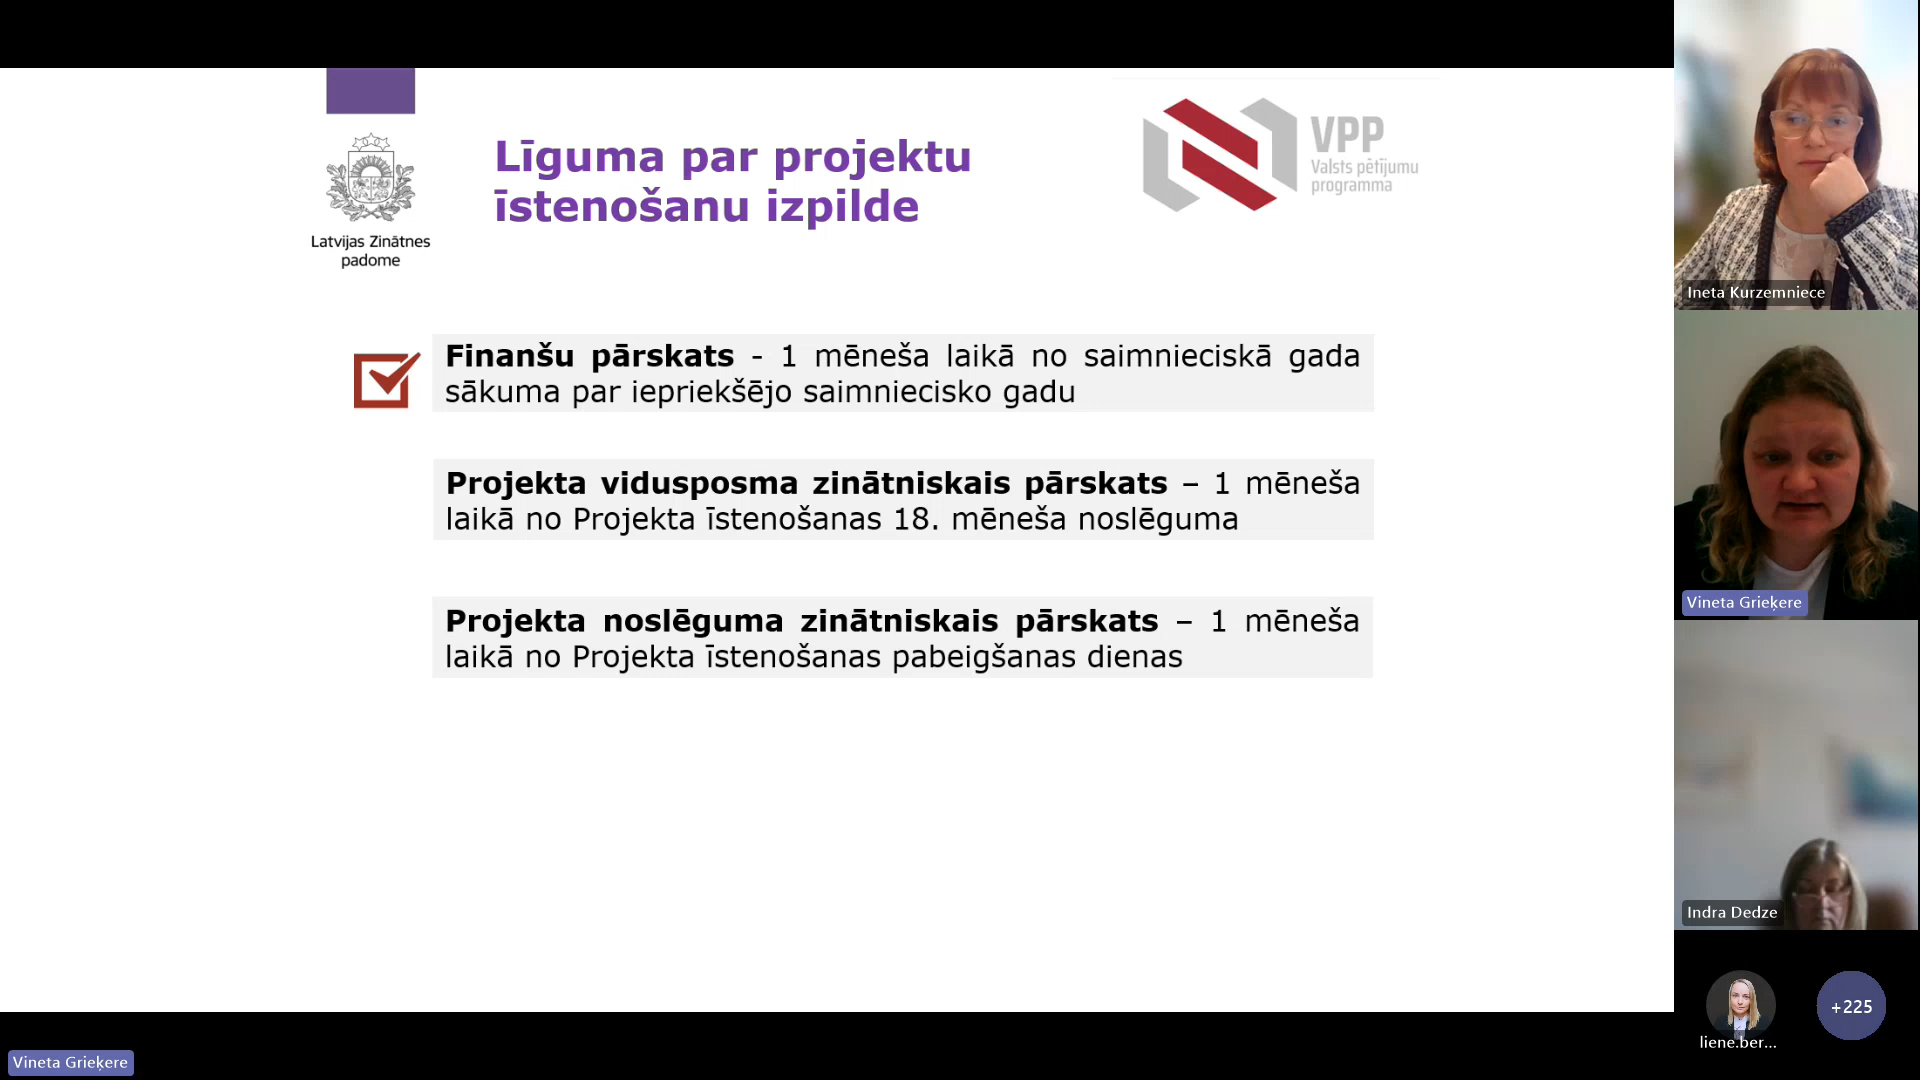 Līguma par projektu
īstenošanu izpilde
Latvijas Zinātnes
padome
VPP
Valsts pētījumu
programma
Finanšu pārskats - 1 mēneša laikā no saimnieciskā gada
sākuma par iepriekšējo saimniecisko gadu
Projekta vidusposma zinātniskais pārskats – 1 mēneša
laikā no Projekta īstenošanas 18. mēneša noslēguma
Projekta noslēguma zinātniskais pārskats – 1 mēneša
laikā no Projekta īstenošanas pabeigšanas dienas
Ineta Kurzemniece
Vineta Grieķere
Indra Dedze
liene.ber...
+225
Vineta Grieķere